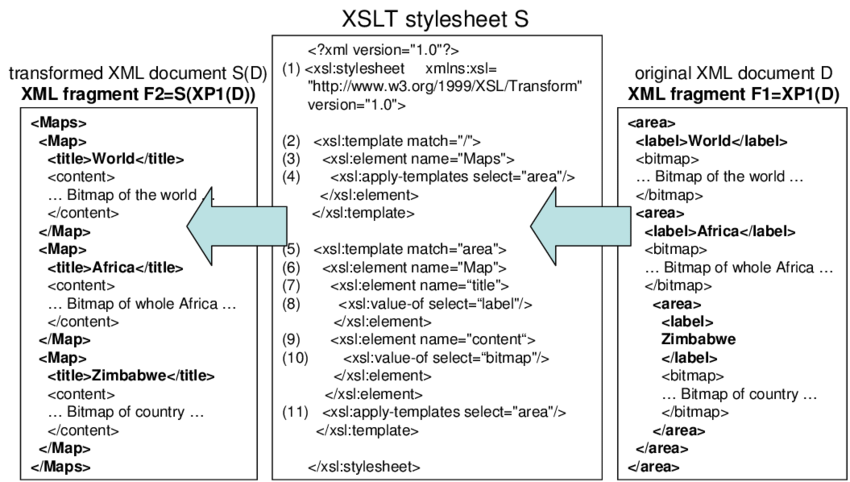 XSLT stylesheet S
transformed XML document S(D)
XML fragment F2=S(XP1(D))
<Maps>
<Map>
<title>World</title>
<content>
... Bitmap of the world ...
</content>
</Map>
<Map>
<title>Africa</title>
<content>
... Bitmap of whole Africa ...
</content>
</Map>
<Map>
<title>Zimbabwe</title>
<content>
... Bitmap of country ...
</content>
</Map>
</Maps>
<?xml version="1.0"?>
(1) <xsl:stylesheet xmlns:xsl=
"http://www.w3.org/1999/XSL/Transform"
version="1.0">
(2) <xsl:template match="/">
(3) <xsl:element name="Maps">
(4) <xsl:apply-templates select="area"/>
</xsl:element>
</xsl:template>
(5) <xsl:template match="area">
(6) <xsl:element name="Map">
(7) <xsl:element name="title">
(8) <xsl:value-of select="label"/>
</xsl:element>
(9) <xsl:element name="content“>
(10) <xsl:value-of select=“bitmap"/>
</xsl:element>
</xsl:element>
(11) <xsl:apply-templates select="area"/>
</xsl:template>
</xsl:stylesheet>
original XML document D
XML fragment F1=XP1(D)
<area>
<label>World</label>
<bitmap>
... Bitmap of the world ...
</bitmap>
<area>
<label>Africa</label>
<bitmap>
... Bitmap of whole Africa ...
</bitmap>
<area>
<label>
Zimbabwe
</label>
<bitmap>
... Bitmap of country ...
</bitmap>
</area>
</area>
</area>